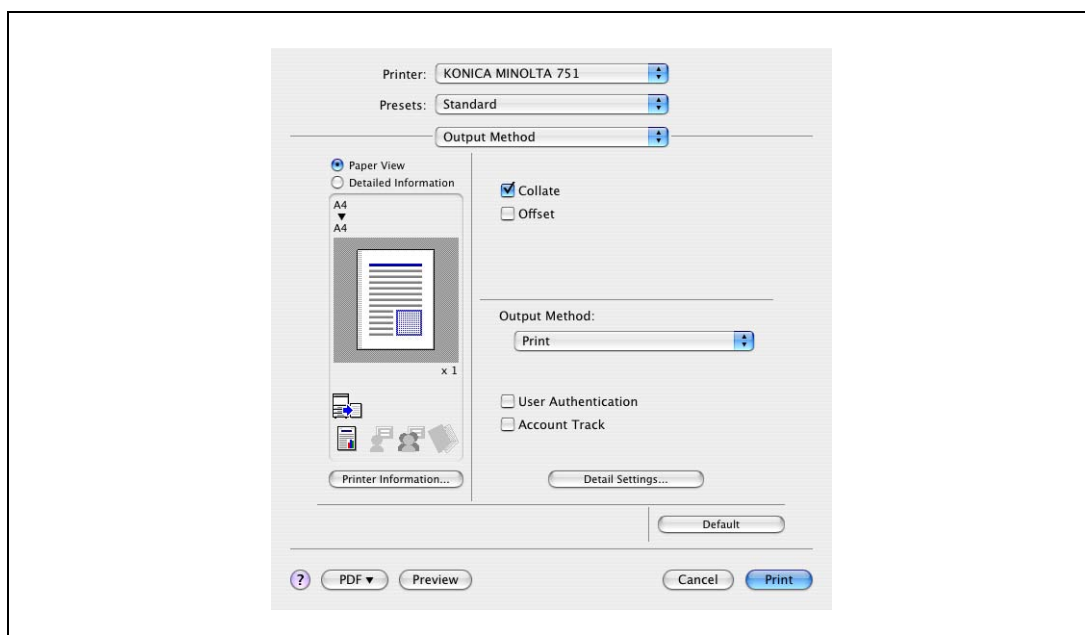 Printer: KONICA MINOLTA 751
Presets: Standard
Output Method
Paper View
Detailed Information
A4
A4
x 1
Printer Information...
Collate
Offset
Output Method:
Print
User Authentication
Account Track
Detail Settings...
Default
? PDF ▼ Preview Cancel Print